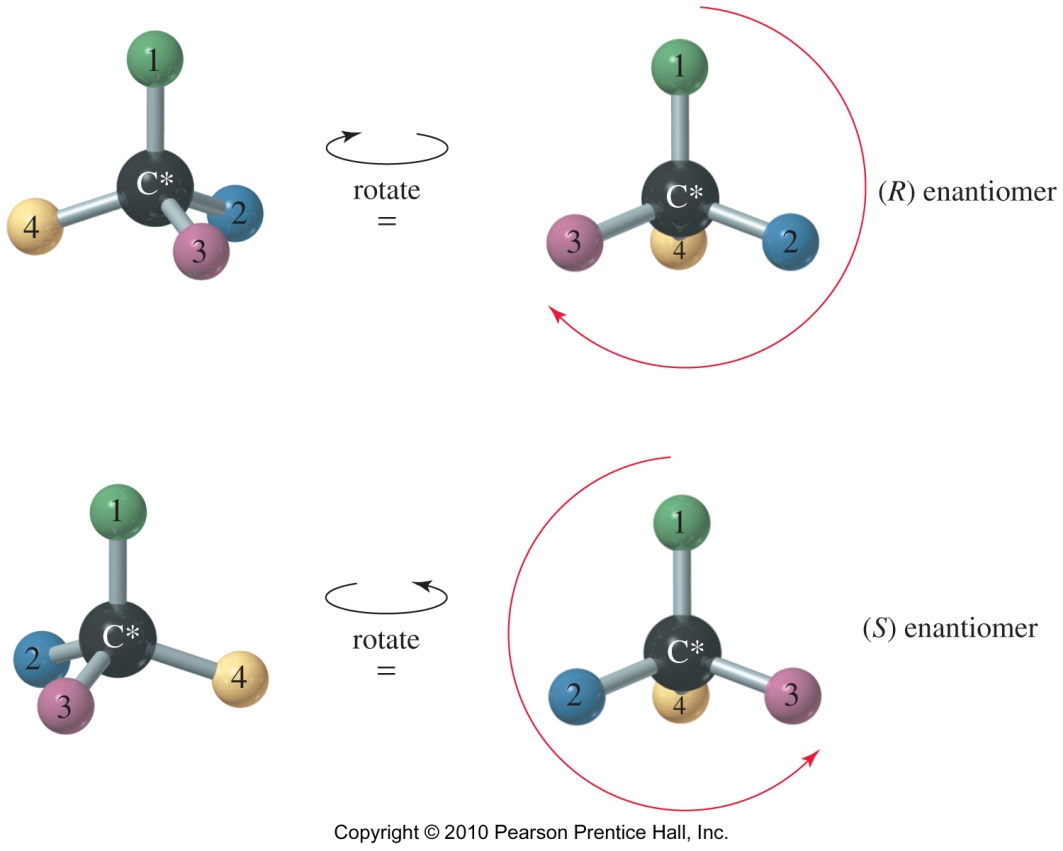 1
1
C*
rotate
=
C*
(R) enantiomer
4
2
3
3
4
2
1
1
C*
rotate
=
C*
(S) enantiomer
2
3
4
2
4
3
Copyright © 2010 Pearson Prentice Hall, Inc.